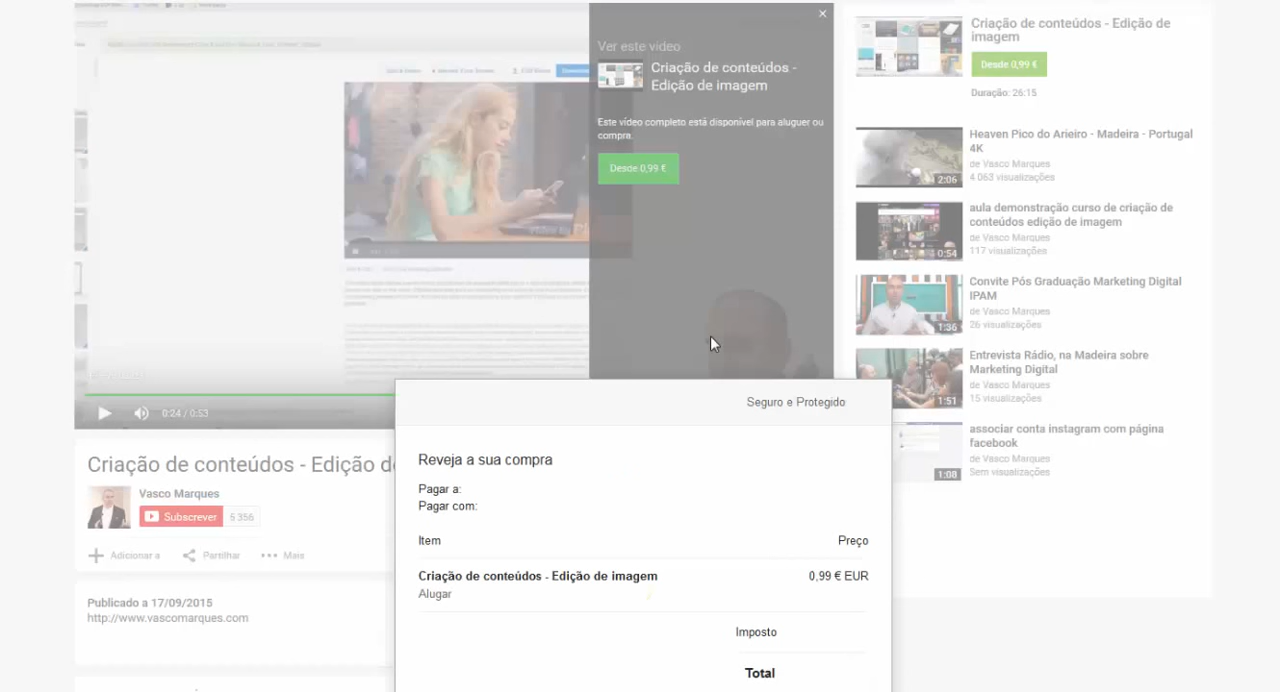 Ver este vídeo
Criação de conteúdos -
Edição de imagem
Este vídeo completo está disponível para aluguer ou
compra.
Desde 0,99 €
0:24 / 0:53
Criação de conteúdos - Edição d
Vasco Marques
Subscrever
5 356
Adicionar a
Partilhar
Mais
Publicado a 17/09/2015
http://www.vascomarques.com
Seguro e Protegido
Reveja a sua compra
Pagar a:
Pagar com:
Item
Preço
Criação de conteúdos - Edição de imagem
0,99 € EUR
Alugar
Imposto
Total
Criação de conteúdos - Edição de
imagem
Desde 0,99 €
Duração: 26:15
Heaven Pico do Arieiro - Madeira - Portugal
4K
de Vasco Marques
4 063 visualizações
2:06
aula demonstração curso de criação de
conteúdos edição de imagem
de Vasco Marques
117 visualizações
0:54
Convite Pós Graduação Marketing Digital
IPAM
de Vasco Marques
26 visualizações
1:36
Entrevista Rádio, na Madeira sobre
Marketing Digital
de Vasco Marques
15 visualizações
1:51
associar conta instagram com página
facebook
de Vasco Marques
Sem visualizações
1:08